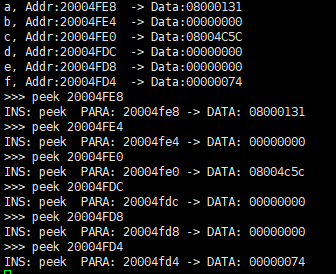 a, Addr:20004FE8  -> Data:08000131
b, Addr:20004FE4  -> Data:00000000
c, Addr:20004FE0  -> Data:08004C5C
d, Addr:20004FDC  -> Data:00000000
e, Addr:20004FD8  -> Data:00000000
f, Addr:20004FD4  -> Data:00000074
>>> peek 20004FE8
INS: peek  PARA: 20004fe8 -> DATA: 08000131
>>> peek 20004FE4
INS: peek  PARA: 20004fe4 -> DATA: 00000000
>>> peek 20004FE0
INS: peek  PARA: 20004fe0 -> DATA: 08004c5c
>>> peek 20004FDC
INS: peek  PARA: 20004fdc -> DATA: 00000000
>>> peek 20004FD8
INS: peek  PARA: 20004fd8 -> DATA: 00000000
>>> peek 20004FD4
INS: peek  PARA: 20004fd4 -> DATA: 00000074